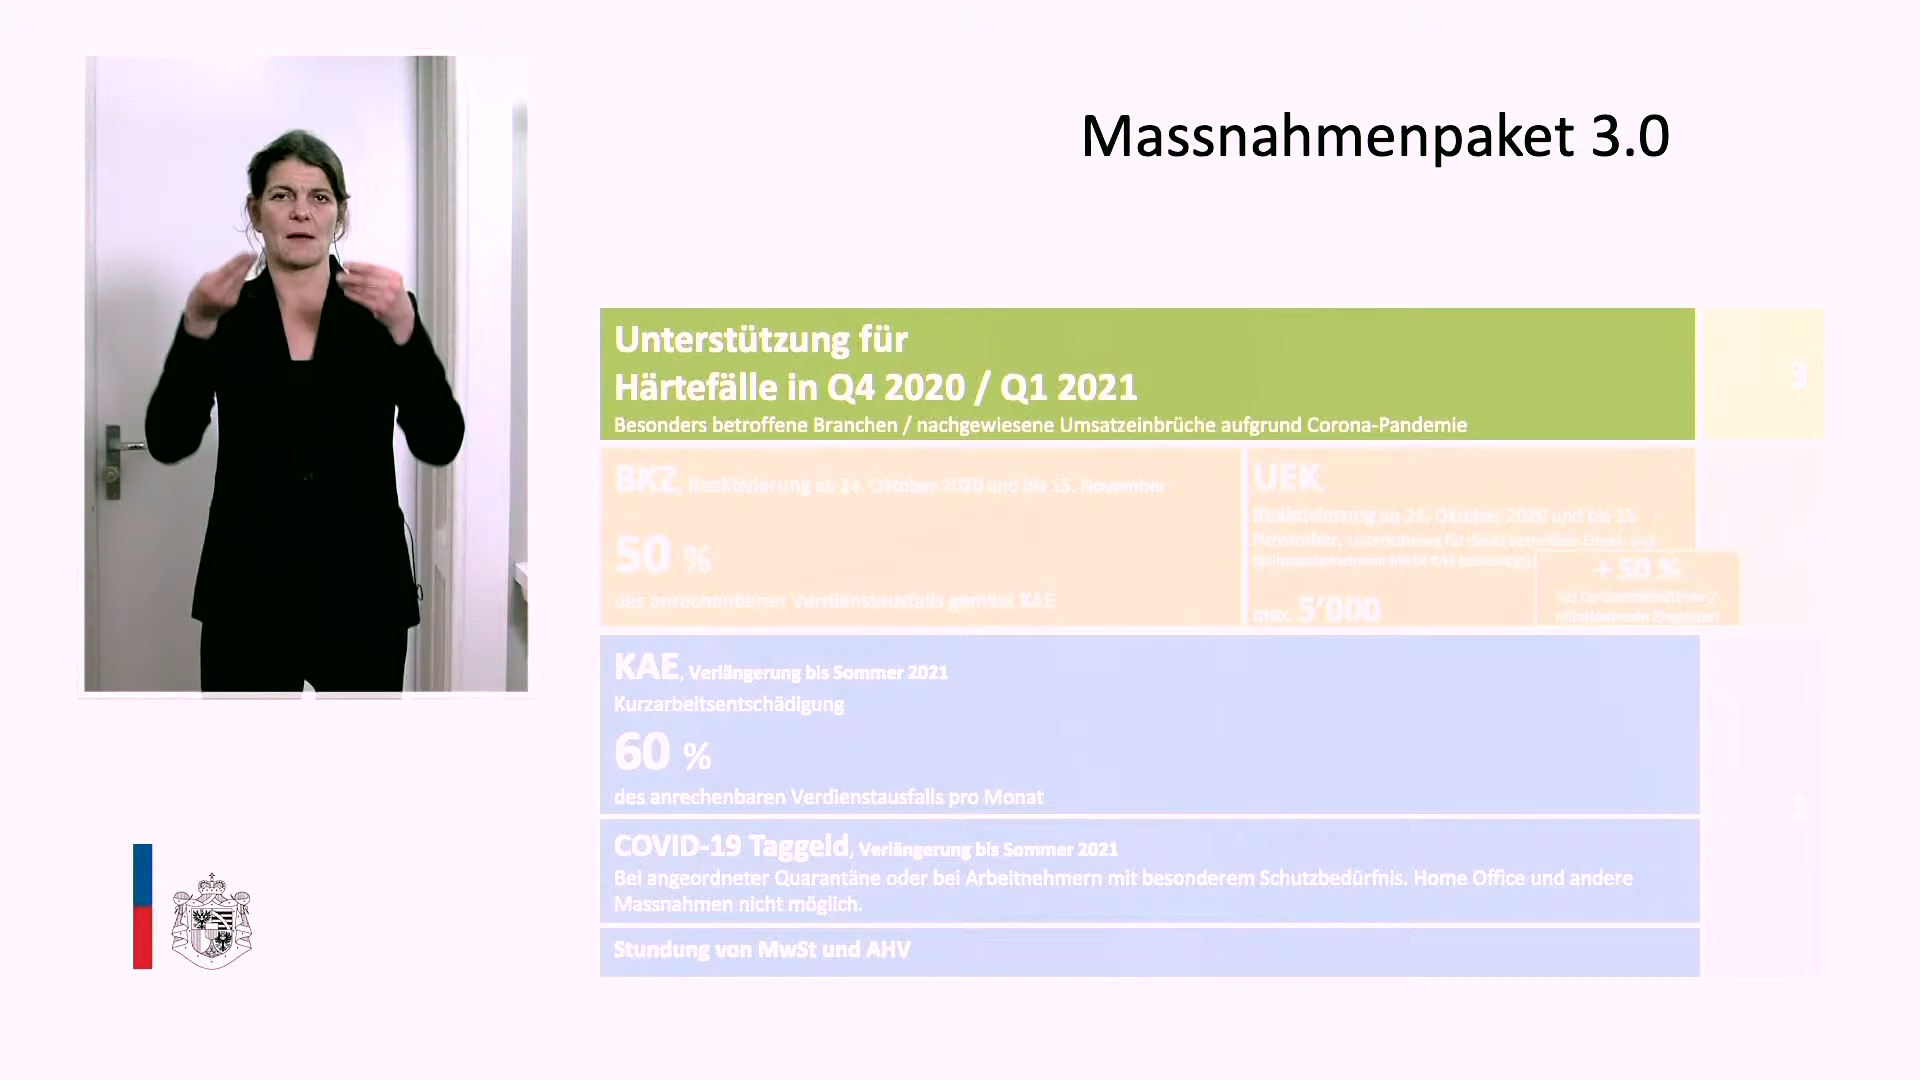 Massnahmenpaket 3.0
Unterstützung für
Härtefälle in Q4 2020 / Q1 2021
Besonders betroffene Branchen / nachgewiesene Umsatzeinbrüche aufgrund Corona-Pandemie
3
BKZ, Reaktivierung ab 24. Oktober 2020 und bis 15. November
50 %
des anrechenbaren Verdienstausfalls gemäss KAE
UEK,
Reaktivierung ab 24. Oktober 2020 und bis 15.
November,
max. 5'000
+ 50 %
KAE, Verlängerung bis Sommer 2021
Kurzarbeitsentschädigung
60 %
des anrechenbaren Verdienstausfalls pro Monat
COVID-19 Taggeld, Verlängerung bis Sommer 2021
Bei angeordneter Quarantäne oder bei Arbeitnehmern mit besonderem Schutzbedürfnis. Home Office und andere
Massnahmen nicht möglich.
Stundung von MwSt und AHV